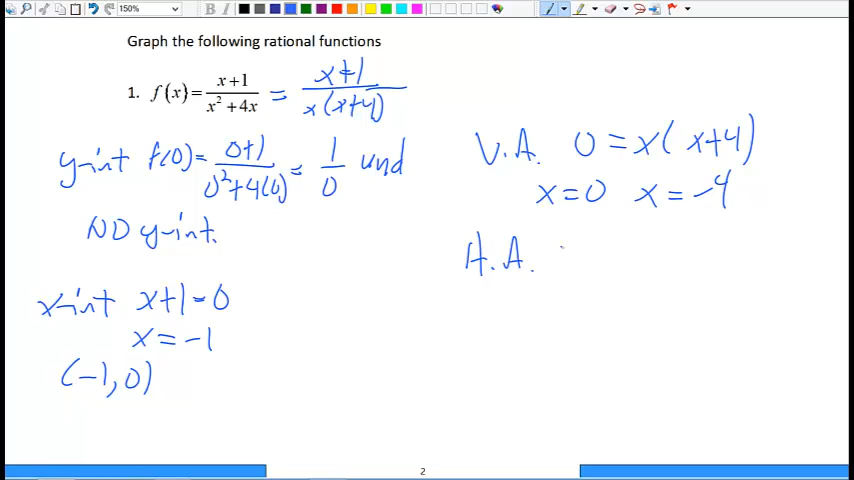 150%
Graph the following rational functions
1. f(x) = x+1 / x² + 4x = x+1 / x(x+4)
y-int f(0) = 0+1 / 0²+4(0) = 1/0 und
NO y-int.
x-int x+1=0
x = -1
(-1, 0)
V.A. 0 = x(x+4)
x=0 x=-4
H.A.
2